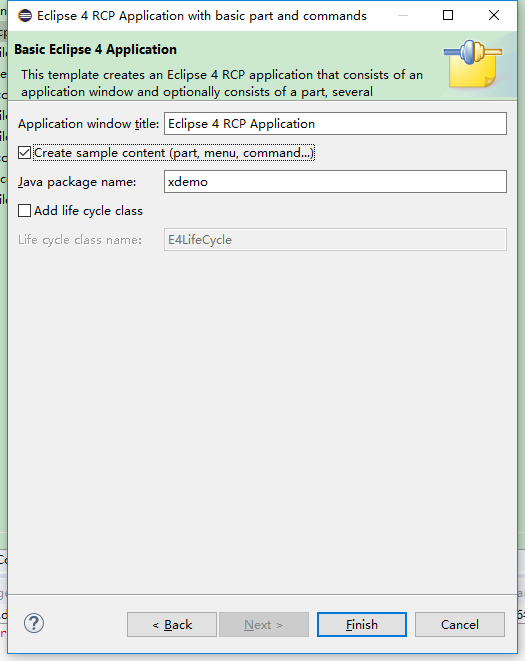 Eclipse 4 RCP Application with basic part and commands
Basic Eclipse 4 Application
This template creates an Eclipse 4 RCP application that consists of an
application window and optionally consists of a part, several
Application window title: Eclipse 4 RCP Application
Create sample content (part, menu, command...)
Java package name: xdemo
Add life cycle class
Life cycle class name: E4LifeCycle
? < Back Next > Finish Cancel